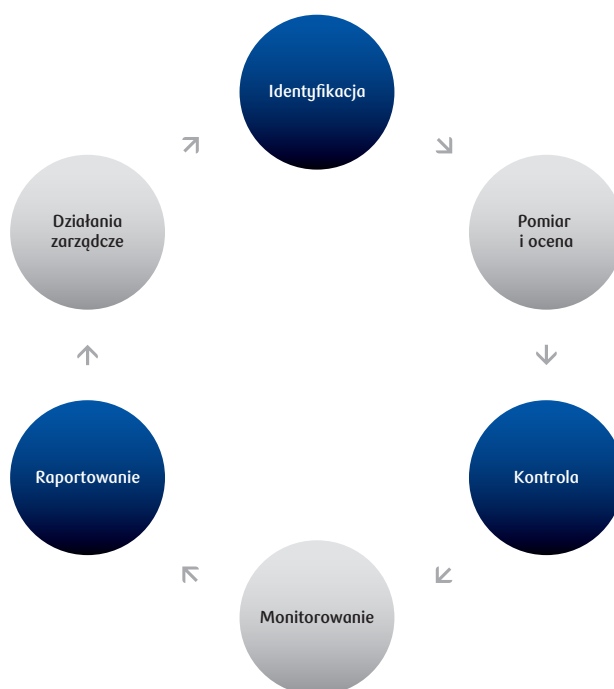 Identyfikacja
Pomiar
i ocena
Kontrola
Monitorowanie
Raportowanie
Działania
zarządcze